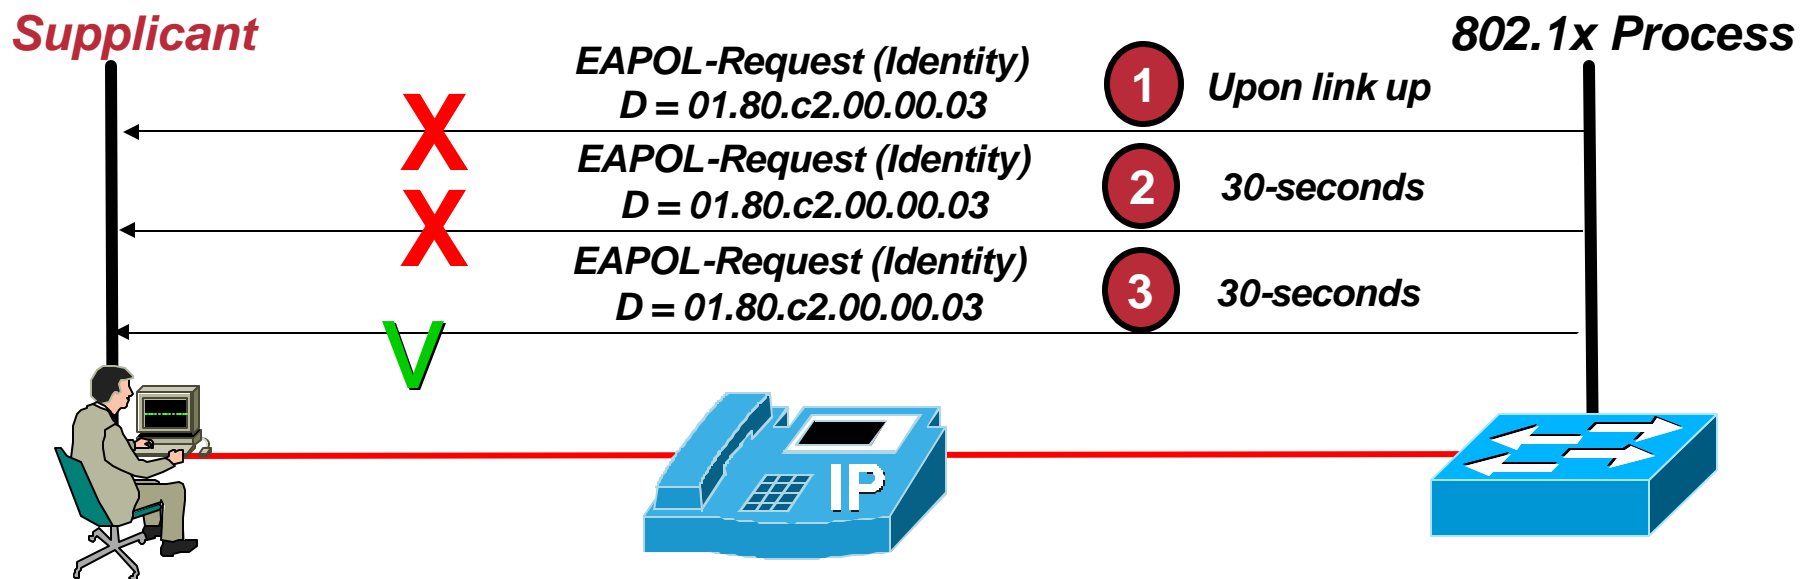 Supplicant
802.1x Process
EAPOL-Request (Identity)
D = 01.80.c2.00.00.03
1
Upon link up
X
EAPOL-Request (Identity)
D = 01.80.c2.00.00.03
2
30-seconds
X
EAPOL-Request (Identity)
D = 01.80.c2.00.00.03
3
30-seconds
V
IP